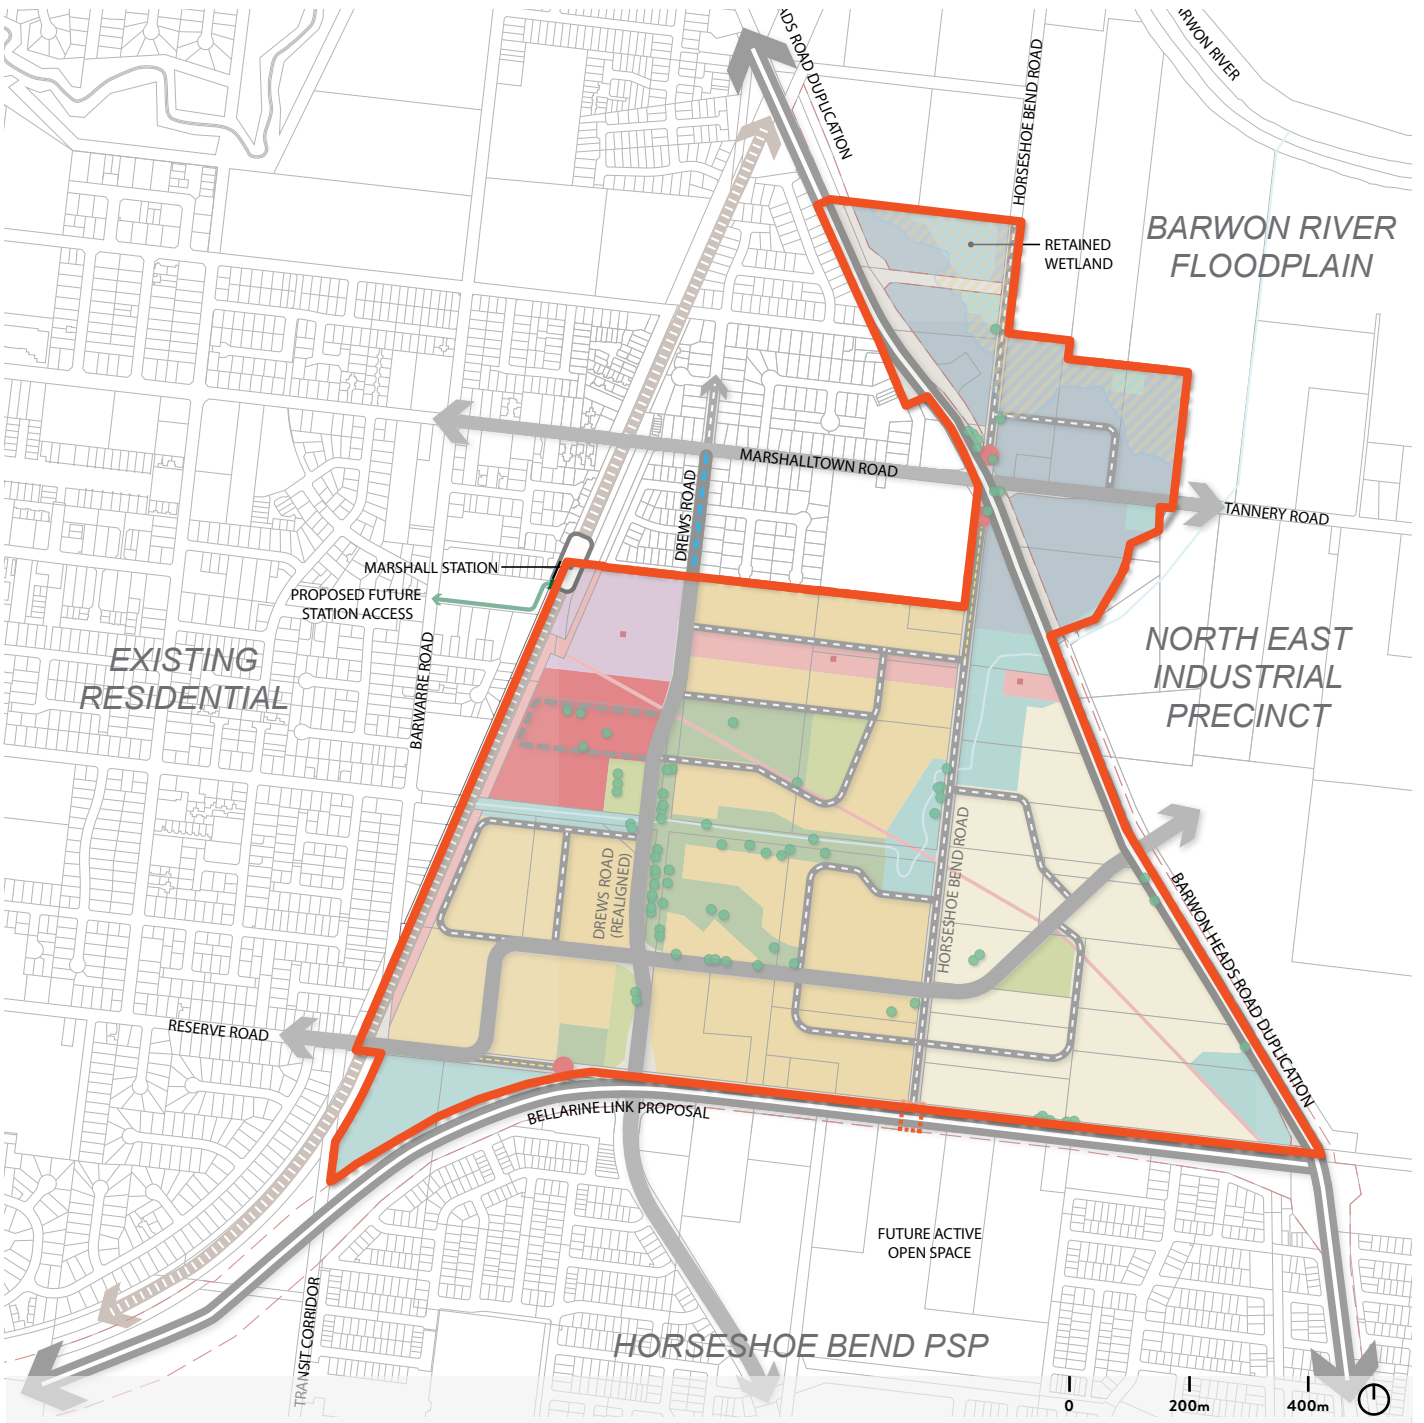 ADS ROAD DUPLICATION
HORSESHOE BEND ROAD
BARWON RIVER
RETAINED
WETLAND
BARWON RIVER
FLOODPLAIN
MARSHALLTOWN ROAD
DREWS ROAD
TANNERY ROAD
MARSHALL STATION
PROPOSED FUTURE
STATION ACCESS
EXISTING
RESIDENTIAL
BARWARRE ROAD
NORTH EAST
INDUSTRIAL
PRECINCT
DREWS ROAD
(REALIGNED)
HORSESHOE BEND ROAD
BARWON HEADS ROAD DUPLICATION
RESERVE ROAD
BELLARINE LINK PROPOSAL
FUTURE ACTIVE
OPEN SPACE
TRANSIT CORRIDOR
HORSESHOE BEND PSP
0
200m
400m